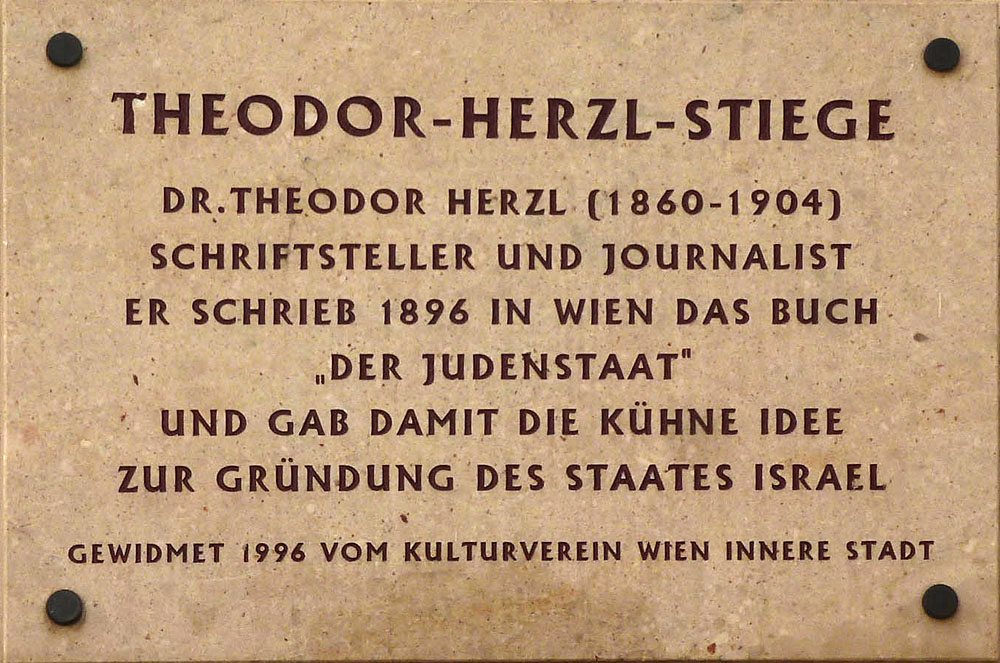 THEODOR-HERZL-STIEGE
DR. THEODOR HERZL (1860-1904)
SCHRIFTSTELLER UND JOURNALIST
ER SCHRIEB 1896 IN WIEN DAS BUCH
„DER JUDENSTAAT"
UND GAB DAMIT DIE KÜHNE IDEE
ZUR GRÜNDUNG DES STAATES ISRAEL
GEWIDMET 1996 VOM KULTURVEREIN WIEN INNERE STADT